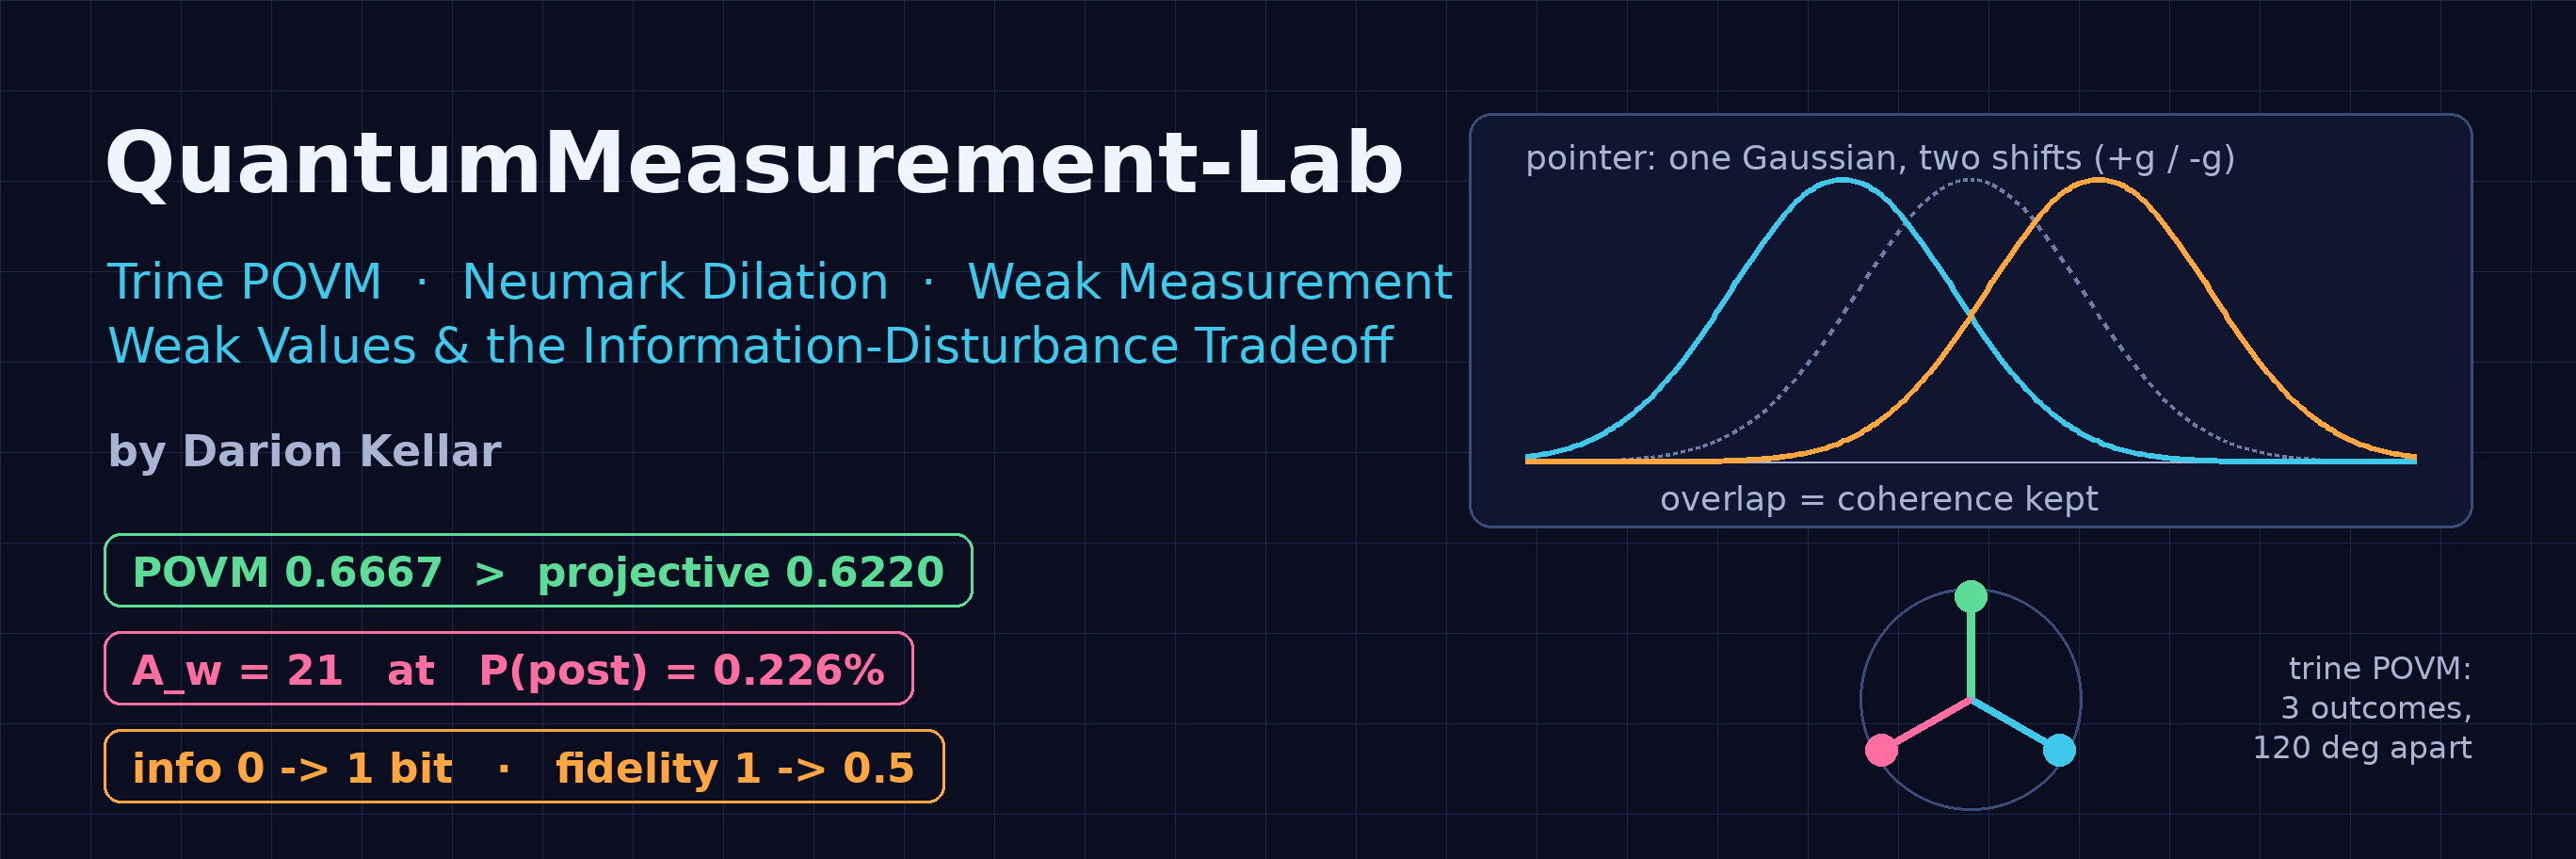 QuantumMeasurement-Lab
Trine POVM · Neumark Dilation · Weak Measurement
Weak Values & the Information-Disturbance Tradeoff
by Darion Kellar
POVM 0.6667 > projective 0.6220
A_w = 21 at P(post) = 0.226%
info 0 -> 1 bit · fidelity 1 -> 0.5
pointer: one Gaussian, two shifts (+g / -g)
overlap = coherence kept
trine POVM:
3 outcomes,
120 deg apart